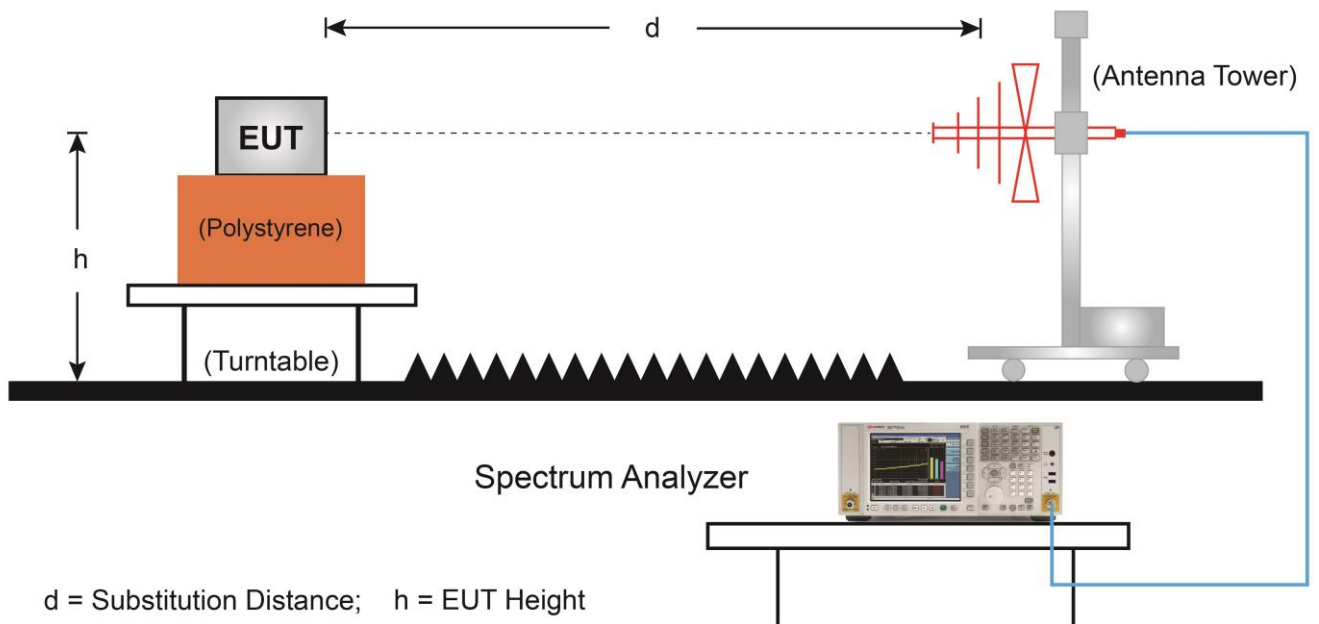 d
(Antenna Tower)
EUT
(Polystyrene)
h
(Turntable)
Spectrum Analyzer
d = Substitution Distance; h = EUT Height